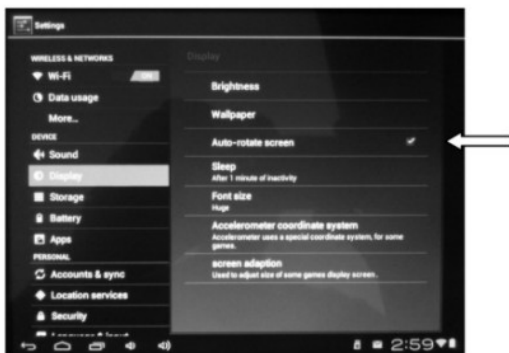 Settings
WIRELESS & NETWORKS
Wi-Fi ON
Data usage
More...
DEVICE
Sound
Display
Storage
Battery
Apps
PERSONAL
Accounts & sync
Location services
Security
Display
Brightness
Wallpaper
Auto-rotate screen
Sleep
After 1 minute of inactivity
Font size
Huge
Accelerometer coordinate system
Accelerometer uses a special coordinate system, for some
games.
screen adaption
Used to adjust size of some games display screen.
2:59